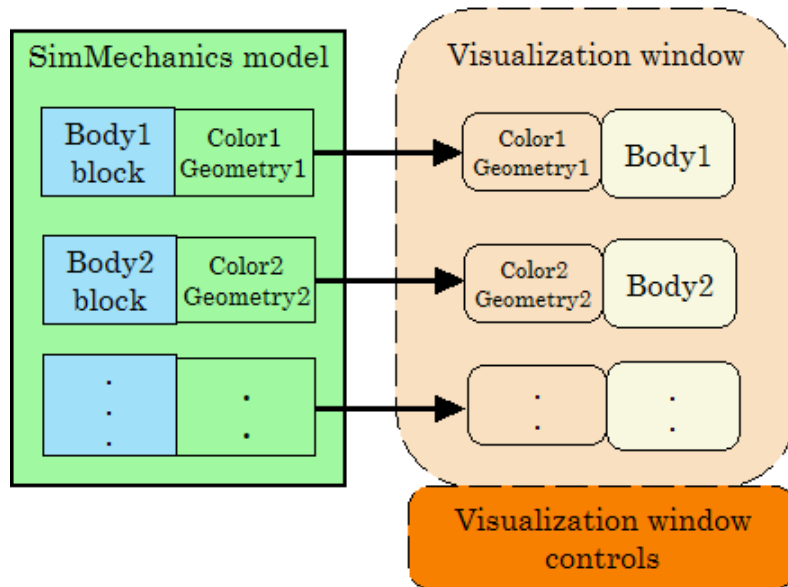 SimMechanics model
Body1
block
Color1
Geometry1
Body2
block
Color2
Geometry2
.
.
.
.
.
Visualization window
Color1
Geometry1
Body1
Color2
Geometry2
Body2
.
.
.
.
Visualization window
controls